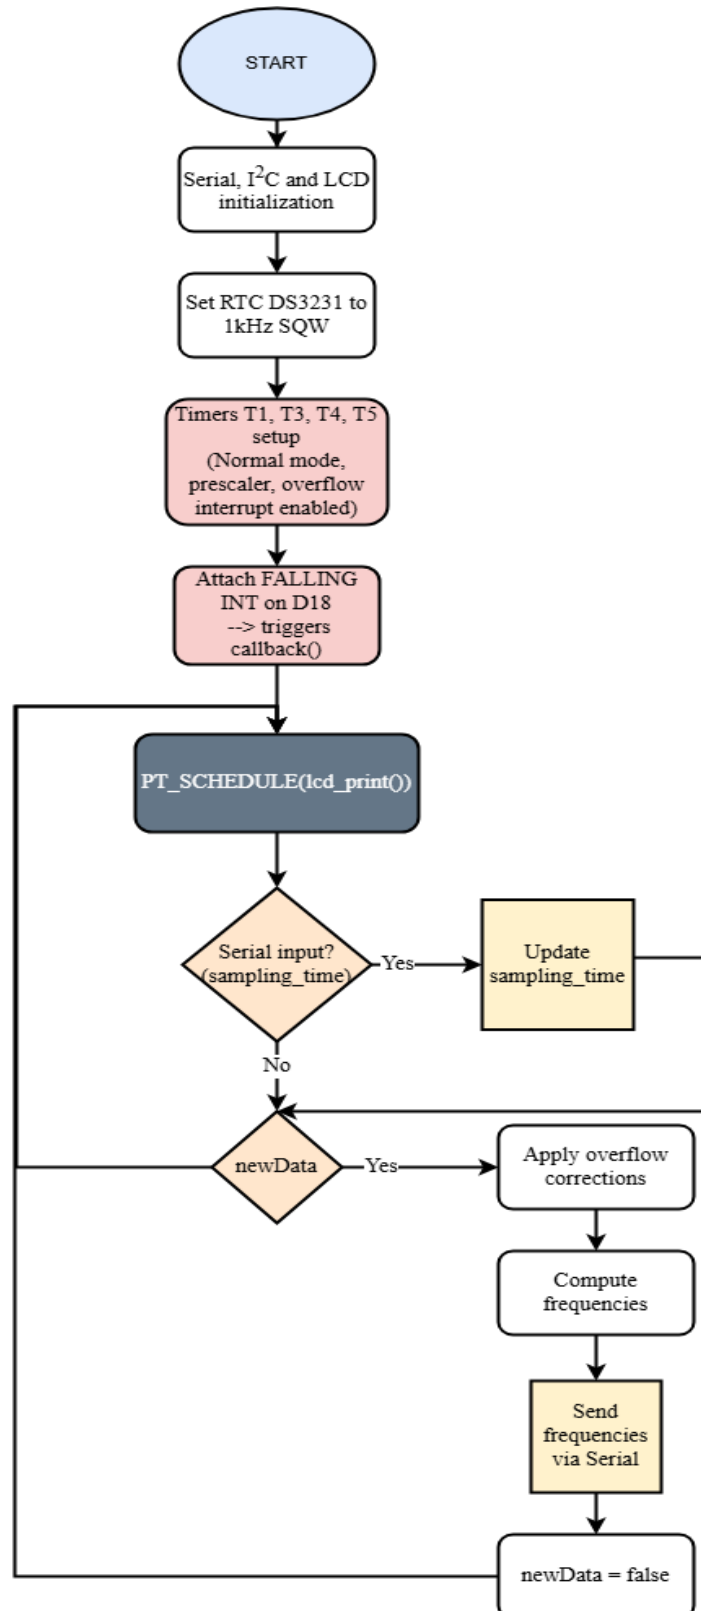 START
Serial, I²C and LCD
initialization
Set RTC DS3231 to
1kHz SQW
Timers T1, T3, T4, T5
setup
(Normal mode,
prescaler, overflow
interrupt enabled)
Attach FALLING
INT on D18
--> triggers
callback()
PT_SCHEDULE(lcd_print())
Serial input?
(sampling_time)
Yes
Update
sampling_time
No
newData
Yes
Apply overflow
corrections
Compute
frequencies
Send
frequencies
via Serial
newData = false